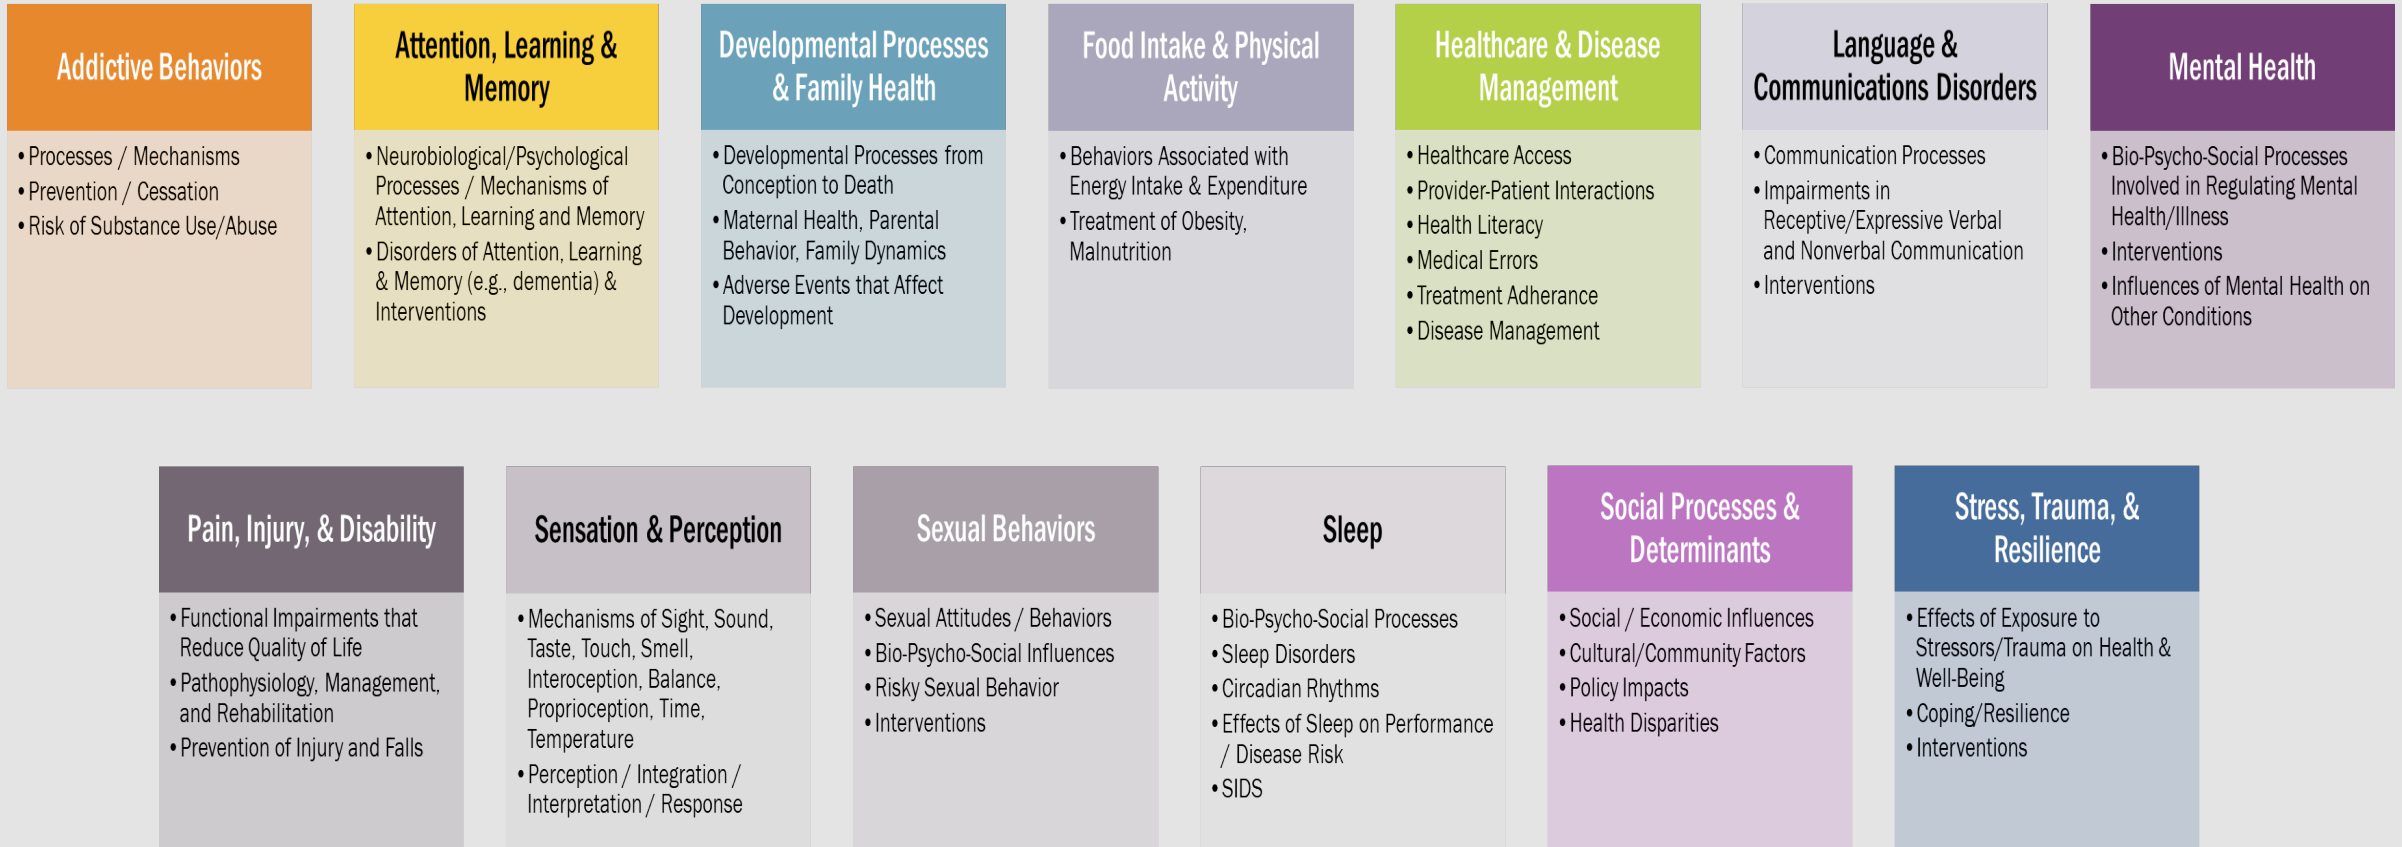 Addictive Behaviors
• Processes / Mechanisms
• Prevention / Cessation
• Risk of Substance Use/Abuse
Attention, Learning &
Memory
• Neurobiological/Psychological
Processes / Mechanisms of
Attention, Learning and Memory
• Disorders of Attention, Learning
& Memory (e.g., dementia) &
Interventions
Developmental Processes
& Family Health
• Developmental Processes from
Conception to Death
• Maternal Health, Parental
Behavior, Family Dynamics
• Adverse Events that Affect
Development
Food Intake & Physical
Activity
• Behaviors Associated with
Energy Intake & Expenditure
• Treatment of Obesity,
Malnutrition
Healthcare & Disease
Management
• Healthcare Access
• Provider-Patient Interactions
• Health Literacy
• Medical Errors
• Treatment Adherance
• Disease Management
Language &
Communications Disorders
• Communication Processes
• Impairments in
Receptive/Expressive Verbal
and Nonverbal Communication
• Interventions
Mental Health
• Bio-Psycho-Social Processes
Involved in Regulating Mental
Health/Illness
• Interventions
• Influences of Mental Health on
Other Conditions
Pain, Injury, & Disability
• Functional Impairments that
Reduce Quality of Life
• Pathophysiology, Management,
and Rehabilitation
• Prevention of Injury and Falls
Sensation & Perception
• Mechanisms of Sight, Sound,
Taste, Touch, Smell,
Interoception, Balance,
Proprioception, Time,
Temperature
• Perception / Integration /
Interpretation / Response
Sexual Behaviors
• Sexual Attitudes / Behaviors
• Bio-Psycho-Social Influences
• Risky Sexual Behavior
• Interventions
Sleep
• Bio-Psycho-Social Processes
• Sleep Disorders
• Circadian Rhythms
• Effects of Sleep on Performance
/ Disease Risk
• SIDS
Social Processes &
Determinants
• Social / Economic Influences
• Cultural/Community Factors
• Policy Impacts
• Health Disparities
Stress, Trauma, &
Resilience
• Effects of Exposure to
Stressors/Trauma on Health &
Well-Being
• Coping/Resilience
• Interventions